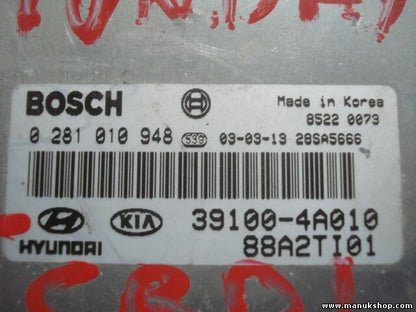 BOSCH
Made in Korea
8522 0073
0 281 010 948 03-03-13 28SA5666
HYUNDAI KIA 39100-4A010
88A2TI01
CRDI
www.manukshop.com